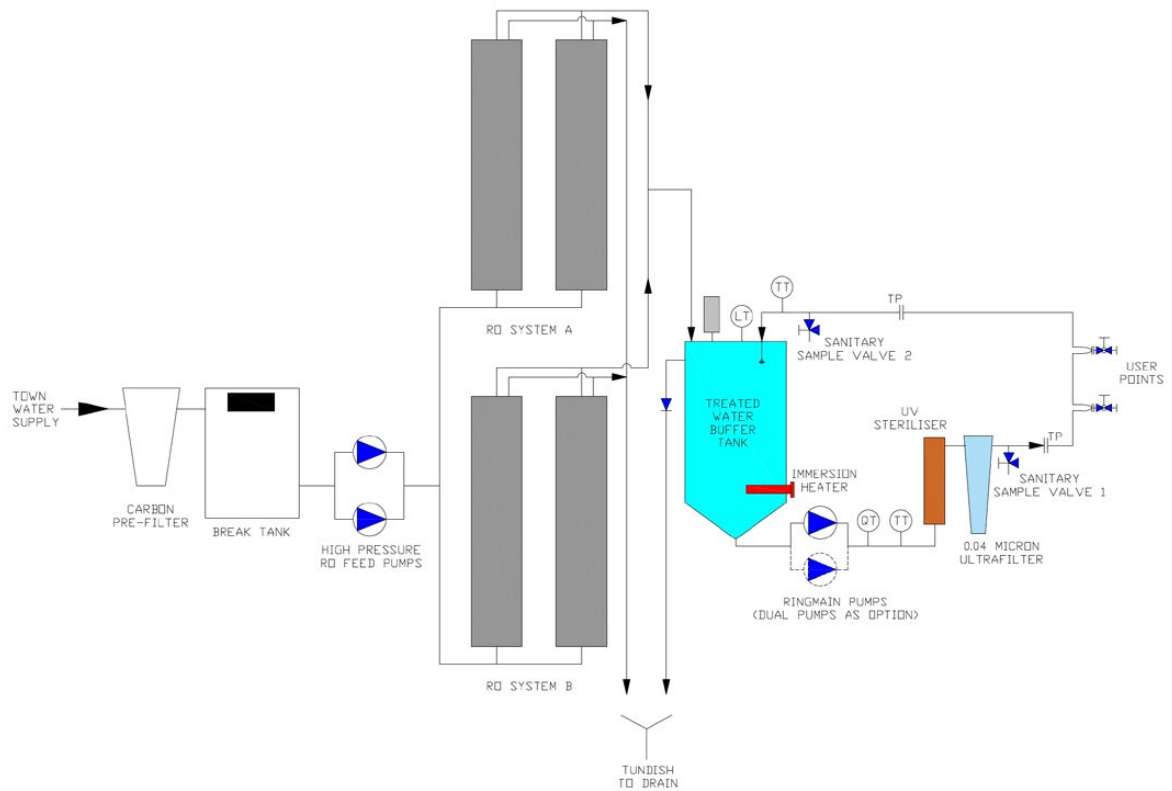 TOWN
WATER
SUPPLY
CARBON
PRE-FILTER
BREAK TANK
HIGH PRESSURE
RO FEED PUMPS
RO SYSTEM A
RO SYSTEM B
TUNDISH
TO DRAIN
LT
TT
TREATED
WATER
BUFFER
TANK
IMMERSION
HEATER
SANITARY
SAMPLE VALVE 2
TP
USER
POINTS
RINGMAIN PUMPS
(DUAL PUMPS AS OPTION)
QT
TT
UV
STERILISER
0.04 MICRON
ULTRAFILTER
SANITARY
SAMPLE VALVE 1
TP